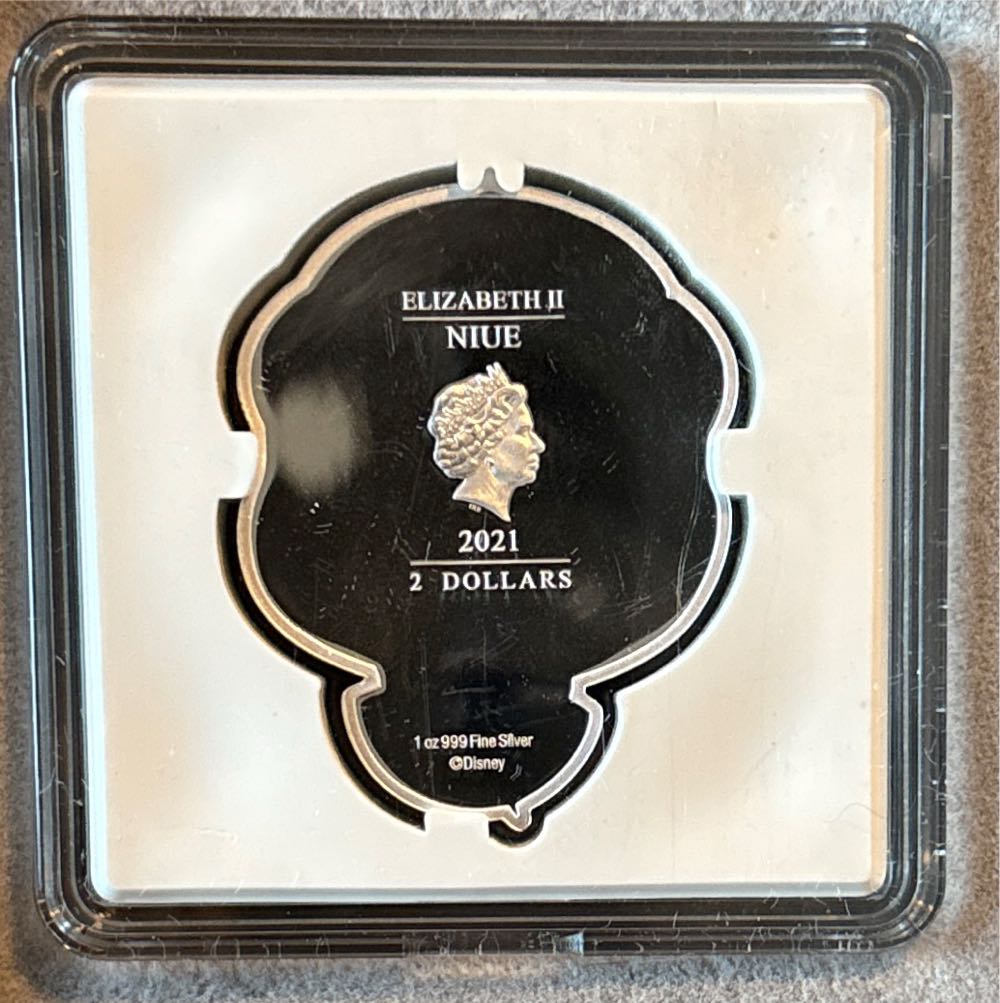 ELIZABETH II
NIUE
2021
2 DOLLARS
1 oz 999 Fine Silver
©Disney